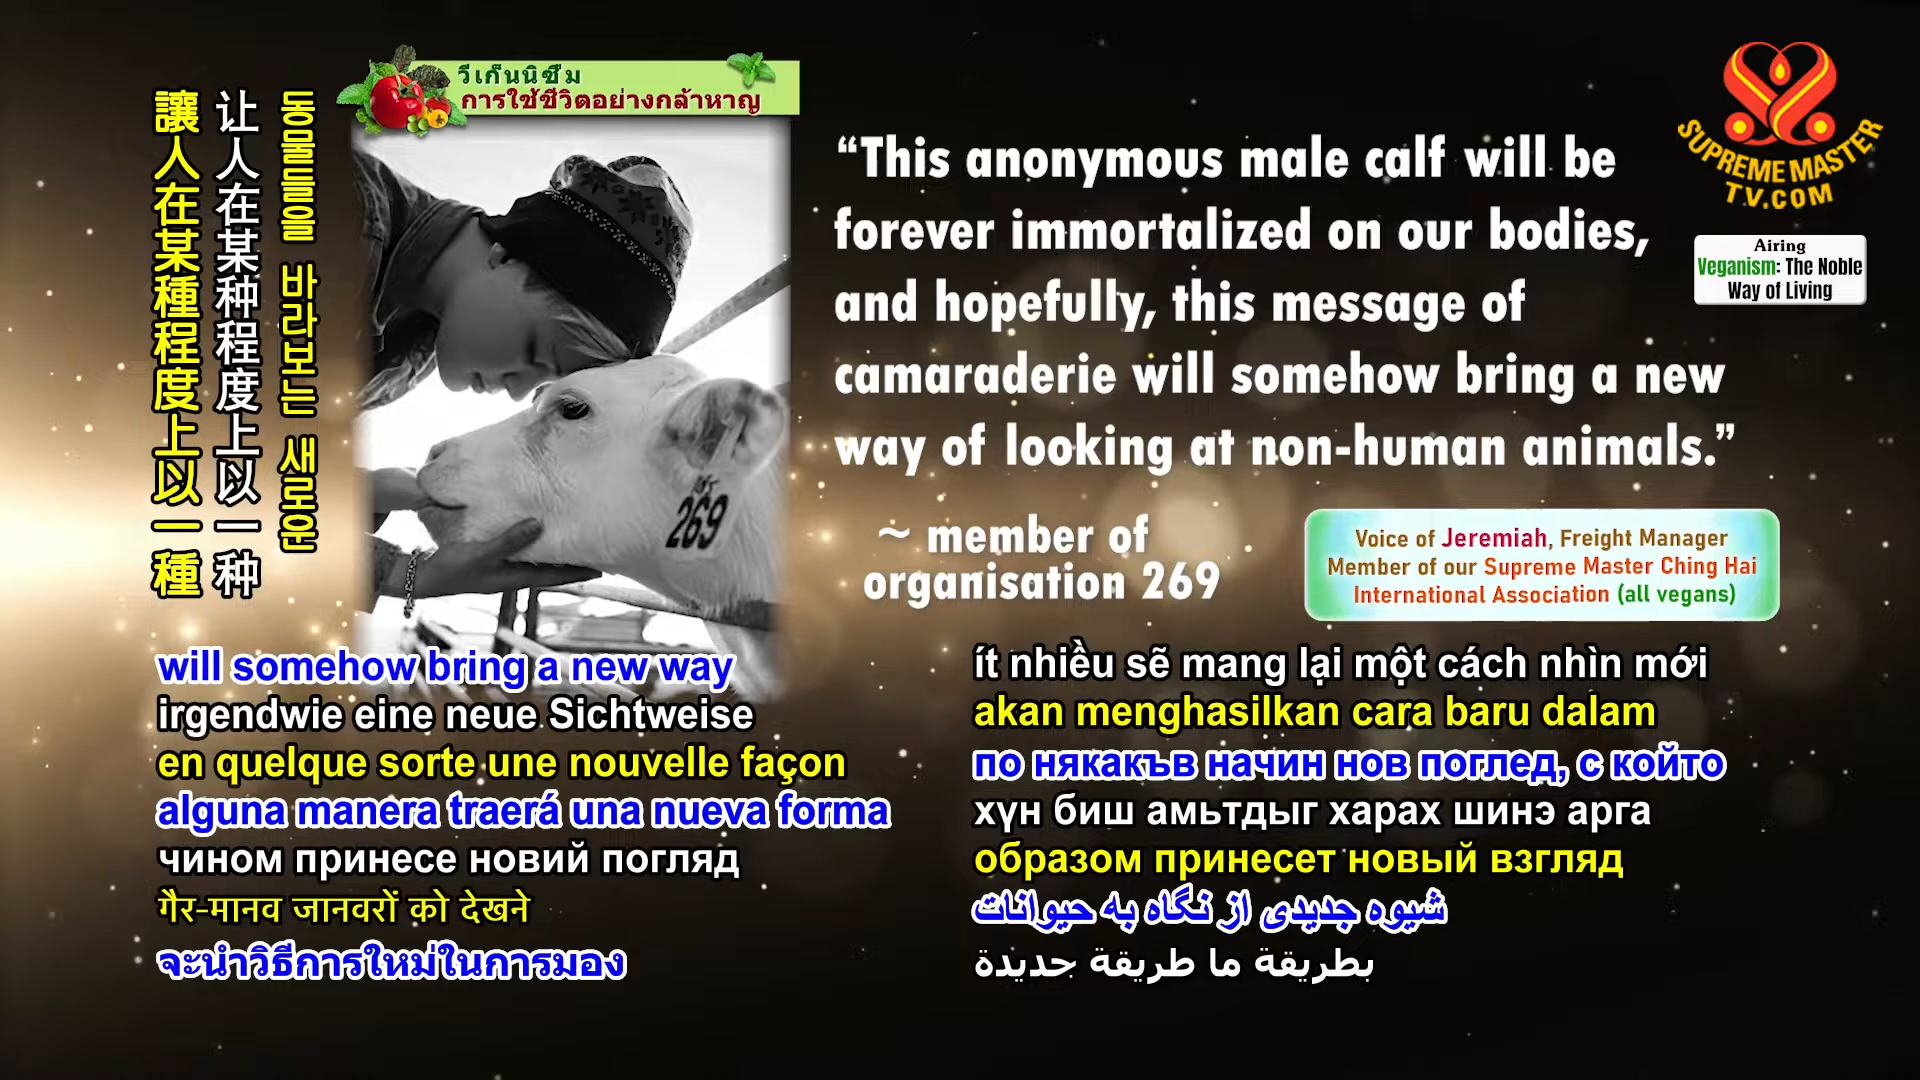 วีเก็นนิซึม
การใช้ชีวิตอย่างกล้าหาญ
讓人在某種程度上以一種
让人在某种程度上以一种
동물들을 바라보는 새로운
“This anonymous male calf will be
forever immortalized on our bodies,
and hopefully, this message of
camaraderie will somehow bring a new
way of looking at non-human animals.”
~ member of
organisation 269
SUPREME MASTER
TV.COM
Airing
Veganism: The Noble
Way of Living
Voice of Jeremiah, Freight Manager
Member of our Supreme Master Ching Hai
International Association (all vegans)
269
will somehow bring a new way
irgendwie eine neue Sichtweise
en quelque sorte une nouvelle façon
alguna manera traerá una nueva forma
чином принесе новий погляд
गैर-मानव जानवरों को देखने
จะนำวิธีการใหม่ในการมอง
ít nhiều sẽ mang lại một cách nhìn mới
akan menghasilkan cara baru dalam
по някакъв начин нов поглед, с който
хүн биш амьтдыг харах шинэ арга
образом принесет новый взгляд
شیوه جدیدی از نگاه به حیوانات
بطريقة ما طريقة جديدة